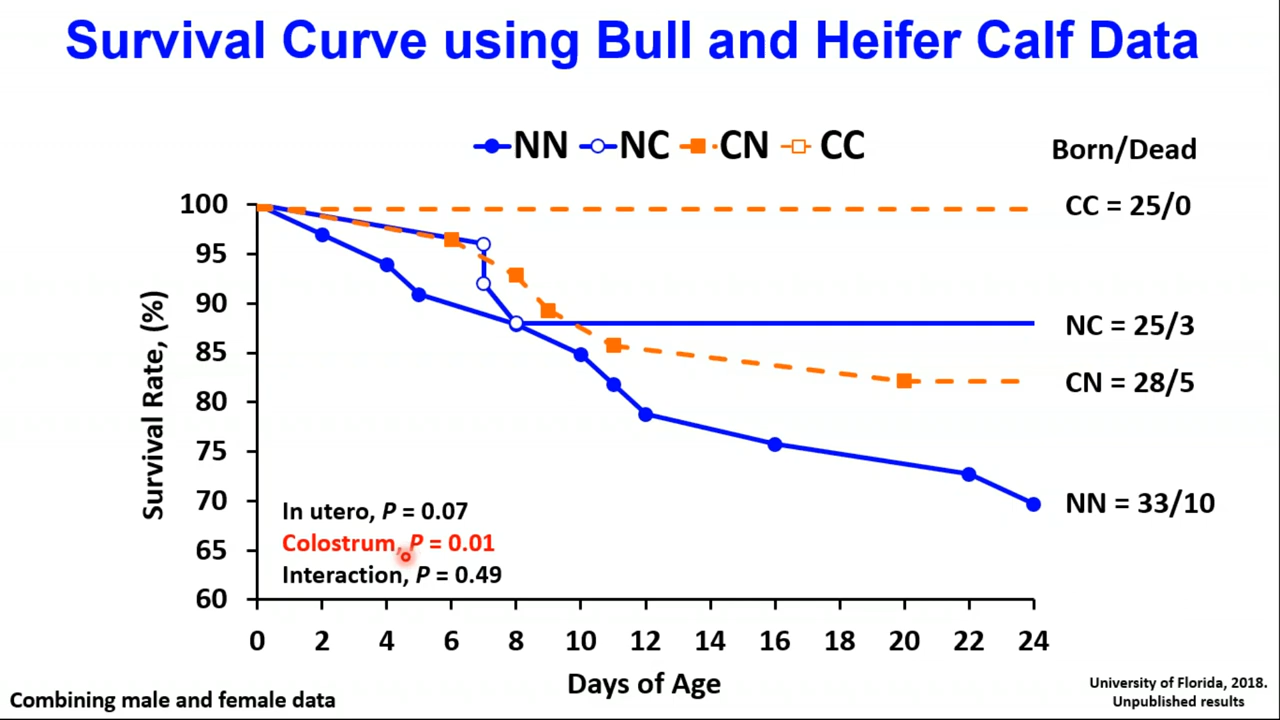 Survival Curve using Bull and Heifer Calf Data
NN NC CN CC
Born/Dead
CC = 25/0
NC = 25/3
CN = 28/5
NN = 33/10
Survival Rate, (%)
100
95
90
85
80
75
70
65
60
In utero, P = 0.07
Colostrum, P = 0.01
Interaction, P = 0.49
0 2 4 6 8 10 12 14 16 18 20 22 24
Days of Age
Combining male and female data
University of Florida, 2018.
Unpublished results